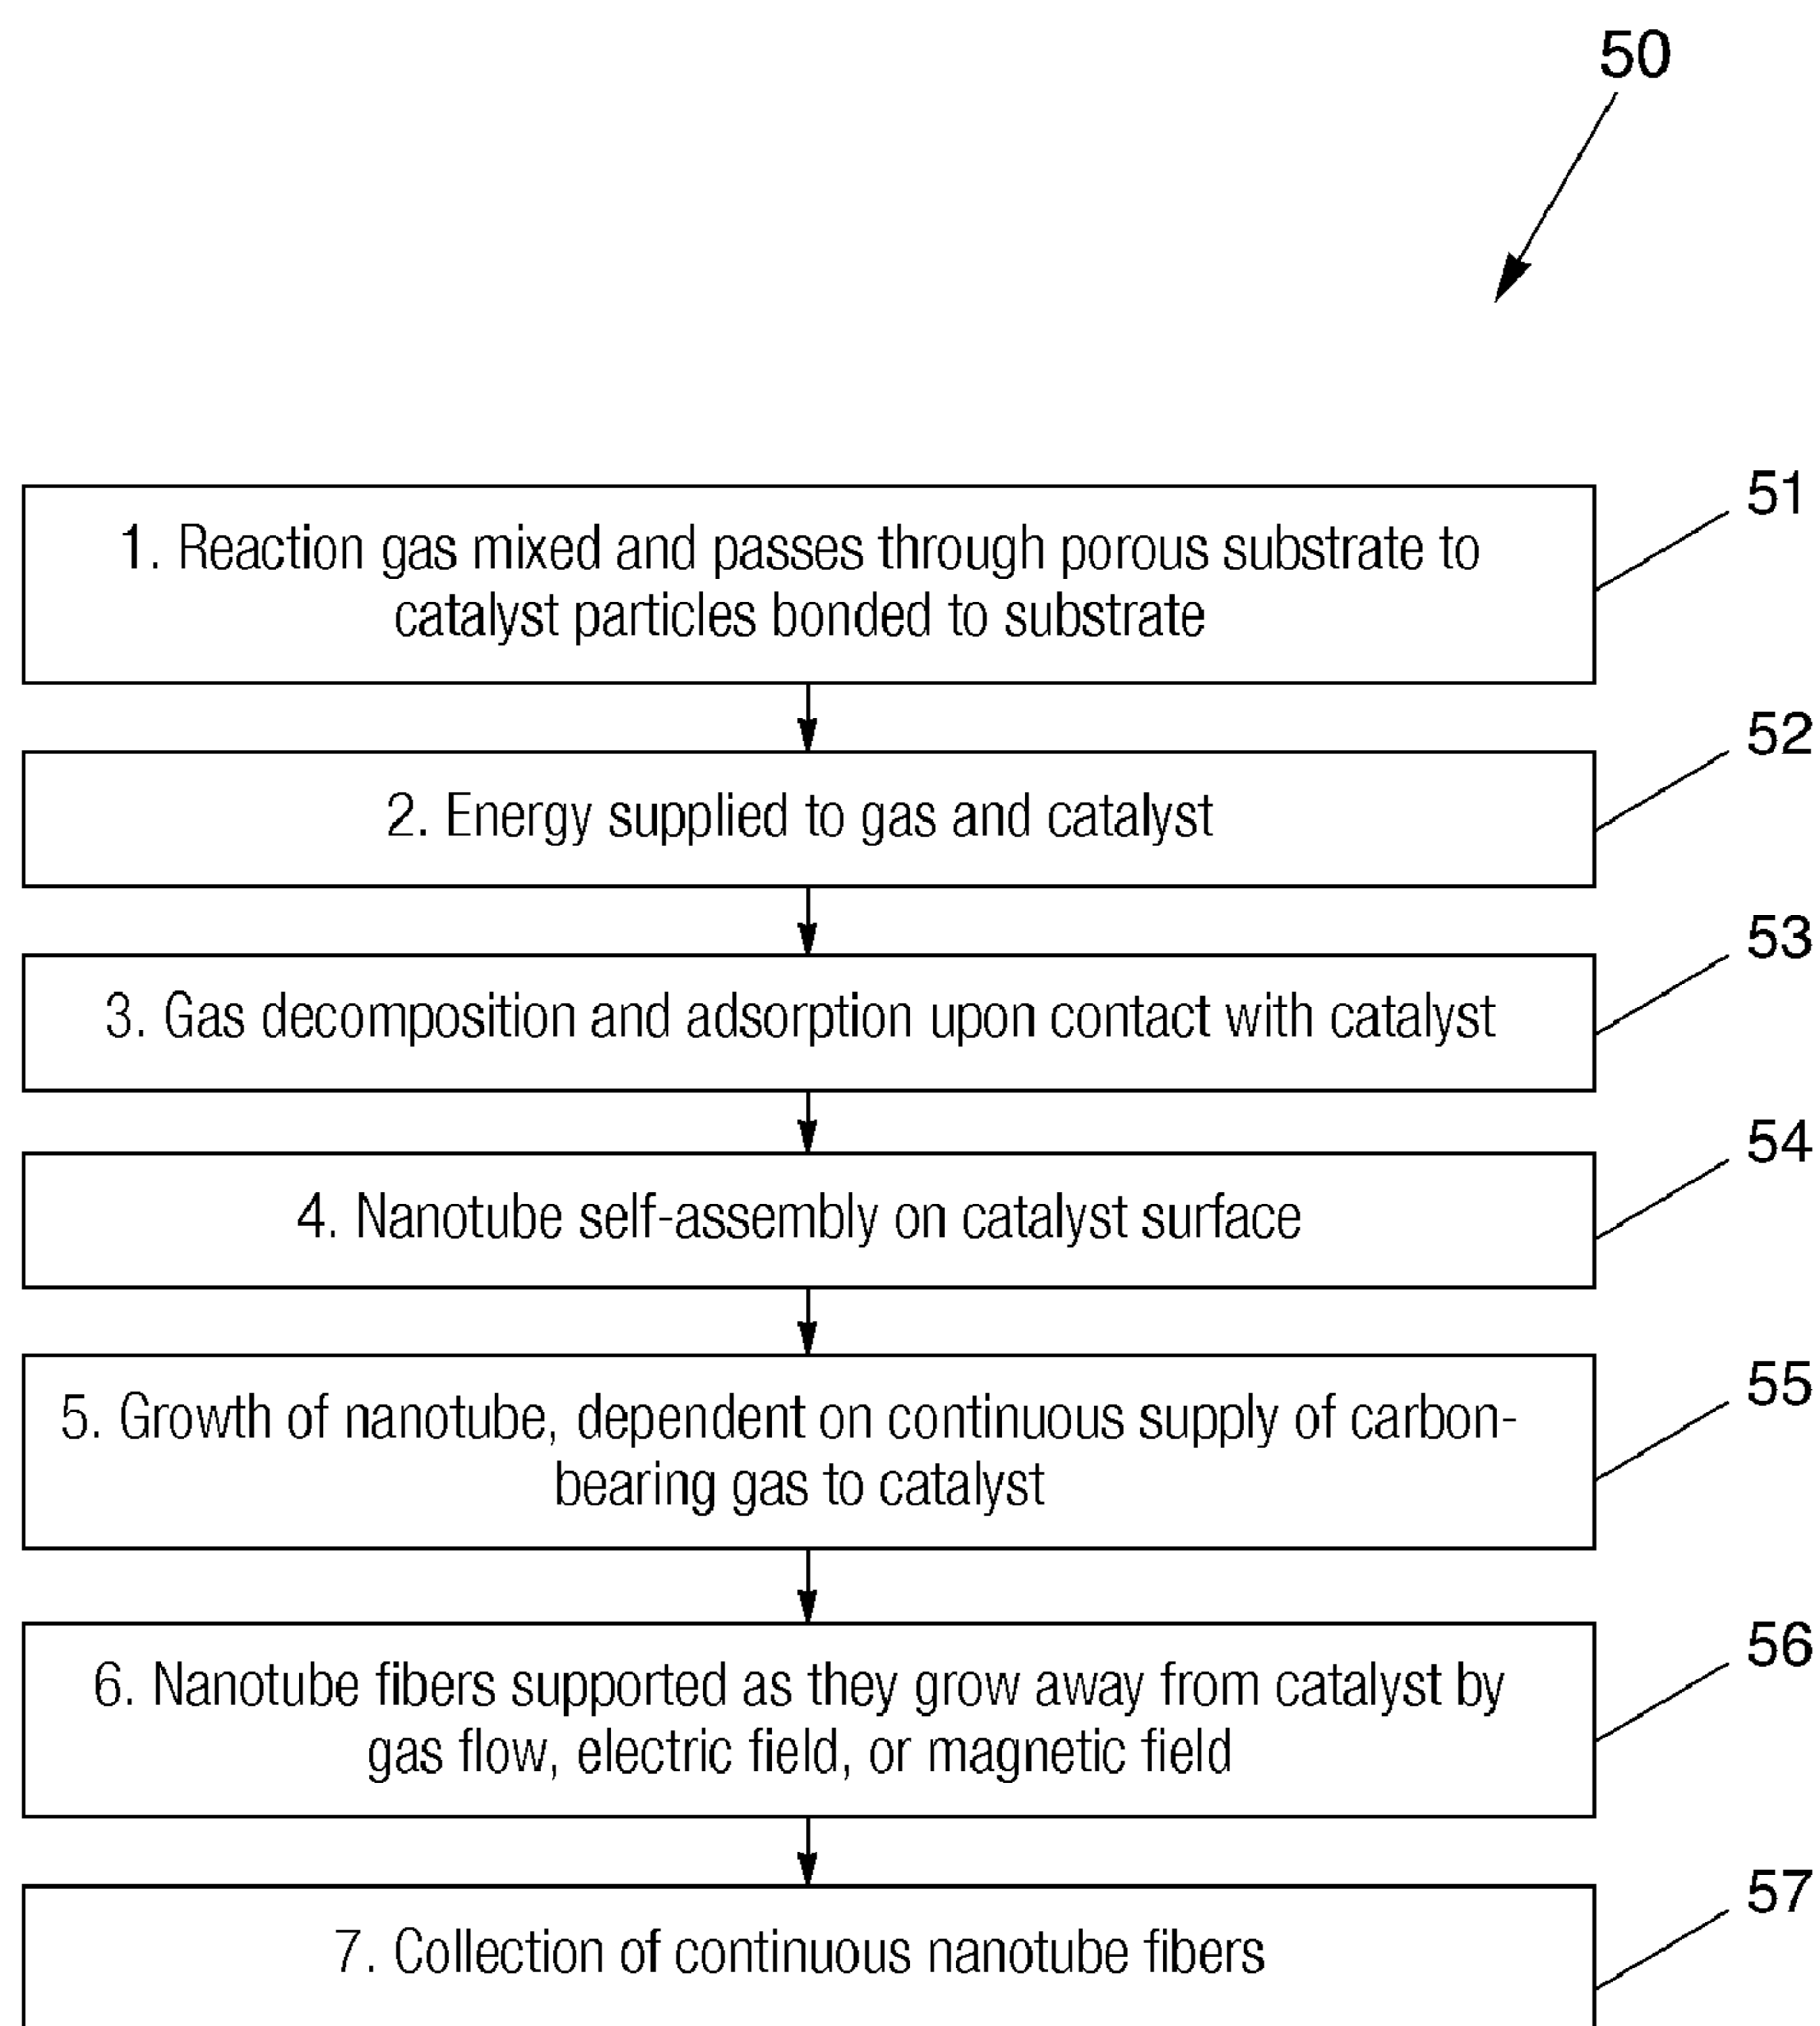 50
1. Reaction gas mixed and passes through porous substrate to
catalyst particles bonded to substrate
51
2. Energy supplied to gas and catalyst
52
3. Gas decomposition and adsorption upon contact with catalyst
53
4. Nanotube self-assembly on catalyst surface
54
5. Growth of nanotube, dependent on continuous supply of carbon-
bearing gas to catalyst
55
6. Nanotube fibers supported as they grow away from catalyst by
gas flow, electric field, or magnetic field
56
7. Collection of continuous nanotube fibers
57